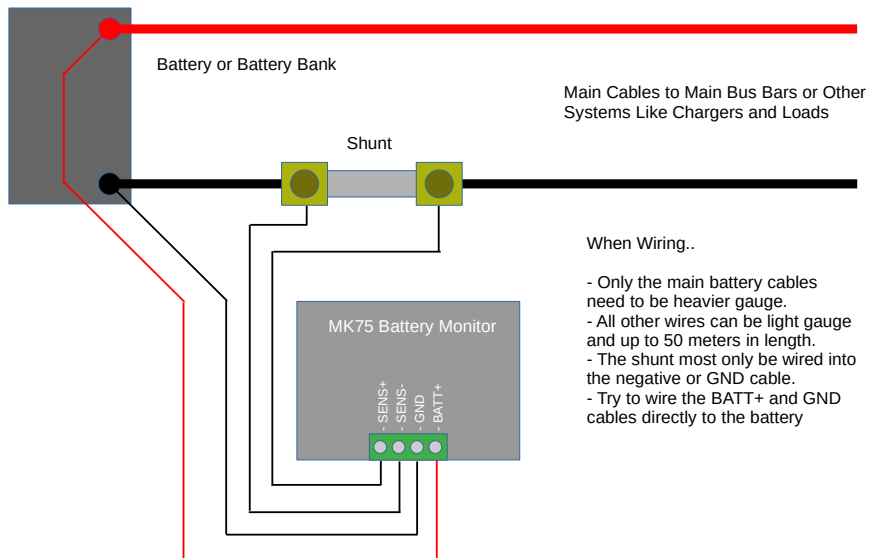 Battery or Battery Bank
Main Cables to Main Bus Bars or Other
Systems Like Chargers and Loads
Shunt
When Wiring..
- Only the main battery cables
need to be heavier gauge.
- All other wires can be light gauge
and up to 50 meters in length.
- The shunt most only be wired into
the negative or GND cable.
- Try to wire the BATT+ and GND
cables directly to the battery
MK75 Battery Monitor
- SENS+
- SENS-
- GND
- BATT+